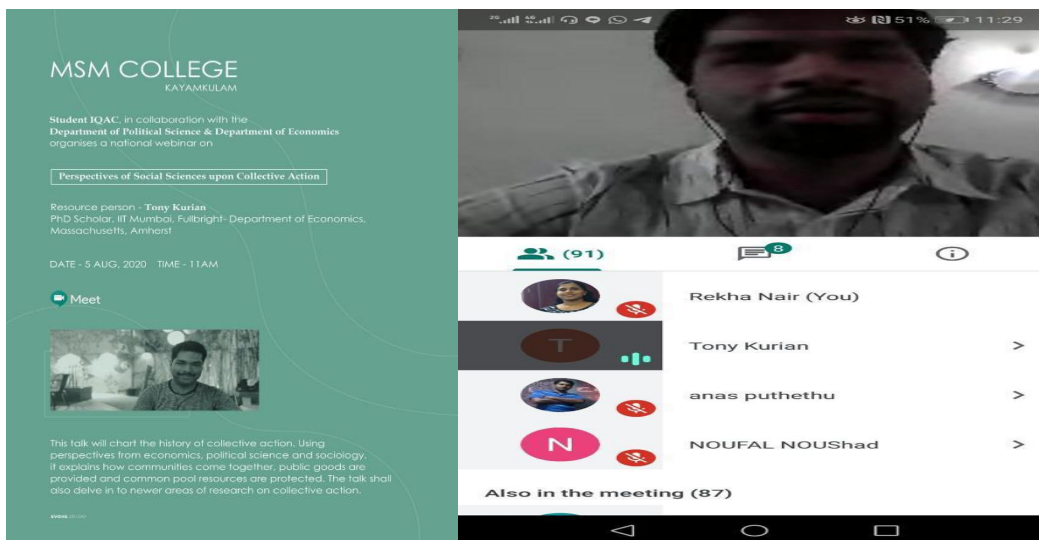 MSM COLLEGE
KAYAMKULAM
Student IQAC, in collaboration with the
Department of Political Science & Department of Economics
organises a national webinar on
Perspectives of Social Sciences upon Collective Action
Resource person - Tony Kurian
PhD Scholar, IIT Mumbai, Fullbright- Department of Economics,
Massachusetts, Amherst
DATE - 5 AUG, 2020 TIME - 11AM
Meet
This talk will chart the history of collective action. Using
perspectives from economics, political science and sociology,
it explains how communities come together, public goods are
provided and common pool resources are protected. The talk shall
also delve in to newer areas of research on collective action.
51% 11:29
(91)
8
Rekha Nair (You)
T
Tony Kurian
anas puthethu
N
NOUFAL NOUShad
Also in the meeting (87)